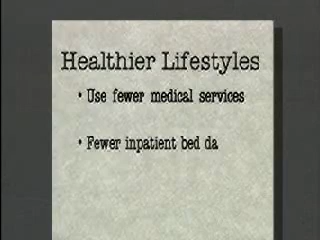 Healthier Lifestyles
• Use fewer medical services
• Fewer inpatient bed da